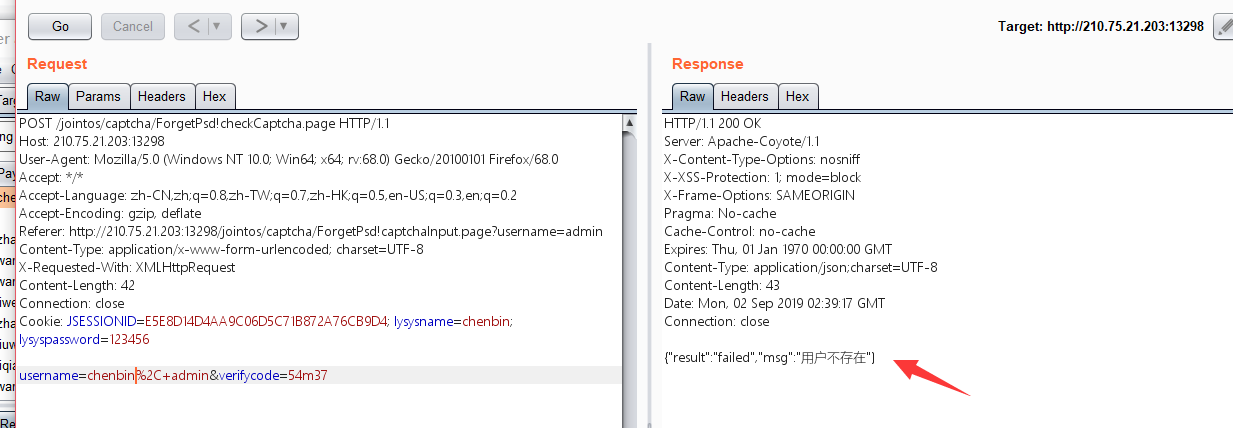 Go
Cancel
<
>
Target: http://210.75.21.203:13298
Request
Raw
Params
Headers
Hex
POST /jointos/captcha/ForgetPsd!checkCaptcha.page HTTP/1.1
Host: 210.75.21.203:13298
User-Agent: Mozilla/5.0 (Windows NT 10.0; Win64; x64; rv:68.0) Gecko/20100101 Firefox/68.0
Accept: */*
Accept-Language: zh-CN,zh;q=0.8,zh-TW;q=0.7,zh-HK;q=0.5,en-US;q=0.3,en;q=0.2
Accept-Encoding: gzip, deflate
Referer: http://210.75.21.203:13298/jointos/captcha/ForgetPsd!captchaInput.page?username=admin
Content-Type: application/x-www-form-urlencoded; charset=UTF-8
X-Requested-With: XMLHttpRequest
Content-Length: 42
Connection: close
Cookie: JSESSIONID=E5E8D14D4AA9C06D5C71B872A76CB9D4; lysysname=chenbin;
lysyspassword=123456
username=chenbin%2C+admin&verifycode=54m37
Response
Raw
Headers
Hex
HTTP/1.1 200 OK
Server: Apache-Coyote/1.1
X-Content-Type-Options: nosniff
X-XSS-Protection: 1; mode=block
X-Frame-Options: SAMEORIGIN
Pragma: No-cache
Cache-Control: no-cache
Expires: Thu, 01 Jan 1970 00:00:00 GMT
Content-Type: application/json;charset=UTF-8
Content-Length: 43
Date: Mon, 02 Sep 2019 02:39:17 GMT
Connection: close
{"result":"failed","msg":"用户不存在"}